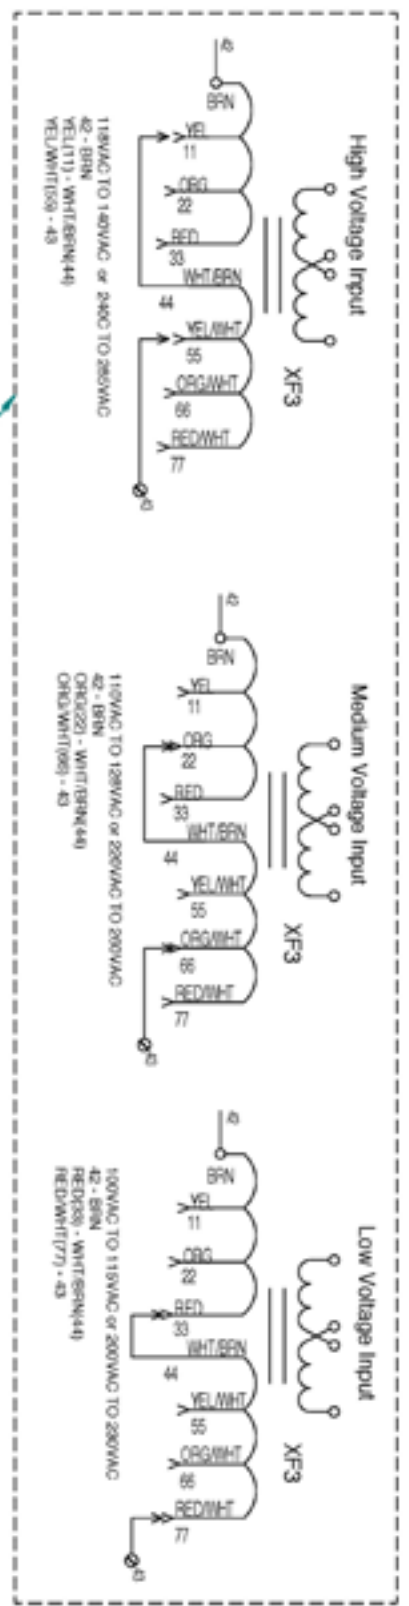 High Voltage Input
XF3
42
BRN
YEL
11
ORG
22
RED
33
WHT/BRN
44
YEL/WHT
55
ORG/WHT
66
RED/WHT
77
43
118VAC TO 140VAC or 240C TO 285VAC
42 - BRN
YEL(11) - WHT/BRN(44)
YEL/WHT(55) - 43
Medium Voltage Input
XF3
42
BRN
YEL
11
ORG
22
RED
33
WHT/BRN
44
YEL/WHT
55
ORG/WHT
66
RED/WHT
77
43
110VAC TO 128VAC or 220VAC TO 260VAC
42 - BRN
ORG(22) - WHT/BRN(44)
ORG/WHT(66) - 43
Low Voltage Input
XF3
42
BRN
YEL
11
ORG
22
RED
33
WHT/BRN
44
YEL/WHT
55
ORG/WHT
66
RED/WHT
77
43
100VAC TO 115VAC or 200VAC TO 230VAC
42 - BRN
RED(33) - WHT/BRN(44)
RED/WHT(77) - 43